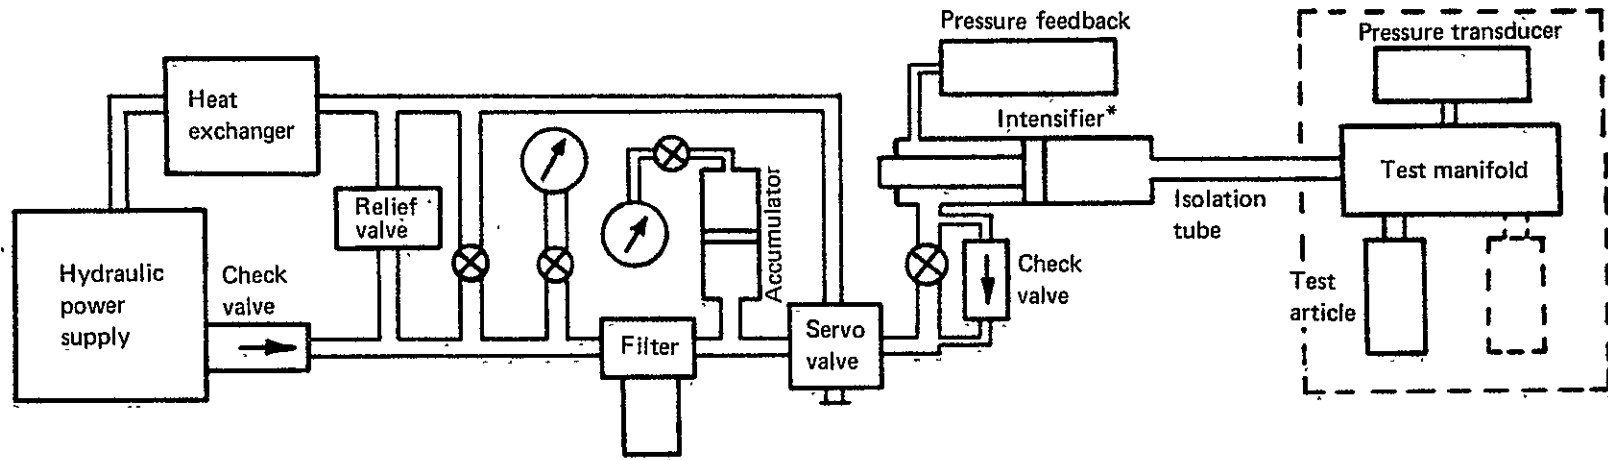 Pressure feedback
Pressure transducer
Heat
exchanger
Intensifier*
Test manifold
Relief
valve
Accumulator
Isolation
tube
Hydraulic
power
supply
Check
valve
Check
valve
Test
article
Filter
Servo
valve